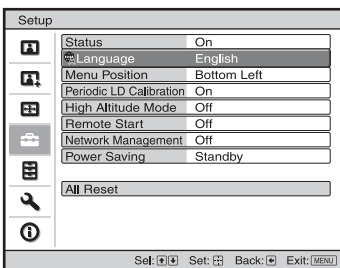 Setup
Status On
Language English
Menu Position Bottom Left
Periodic LD Calibration On
High Altitude Mode Off
Remote Start Off
Network Management Off
Power Saving Standby
All Reset
Sel: Set: Back: Exit: MENU